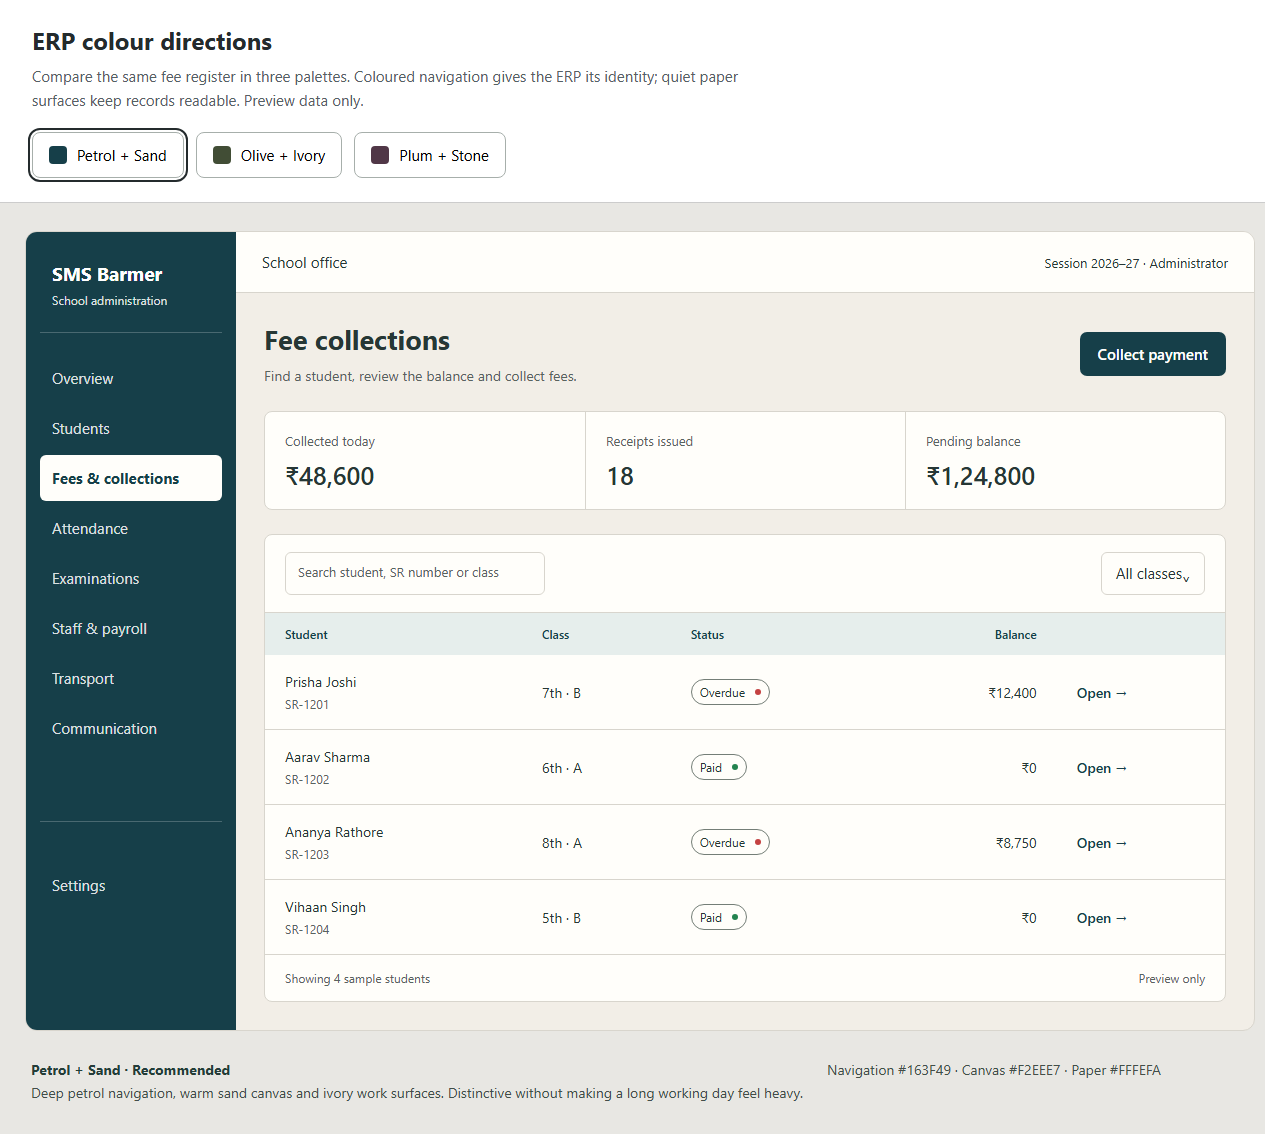 ERP colour directions
Compare the same fee register in three palettes. Coloured navigation gives the ERP its identity; quiet paper
surfaces keep records readable. Preview data only.
Petrol + Sand
Olive + Ivory
Plum + Stone
SMS Barmer
School administration
Overview
Students
Fees & collections
Attendance
Examinations
Staff & payroll
Transport
Communication
Settings
School office
Session 2026–27 · Administrator
Fee collections
Find a student, review the balance and collect fees.
Collect payment
Collected today
₹48,600
Receipts issued
18
Pending balance
₹1,24,800
Search student, SR number or class
All classes
Student Class Status Balance
Prisha Joshi
SR-1201
7th · B Overdue ₹12,400 Open →
Aarav Sharma
SR-1202
6th · A Paid ₹0 Open →
Ananya Rathore
SR-1203
8th · A Overdue ₹8,750 Open →
Vihaan Singh
SR-1204
5th · B Paid ₹0 Open →
Showing 4 sample students
Preview only
Petrol + Sand · Recommended
Deep petrol navigation, warm sand canvas and ivory work surfaces. Distinctive without making a long working day feel heavy.
Navigation #163F49 · Canvas #F2EEE7 · Paper #FFFEFA